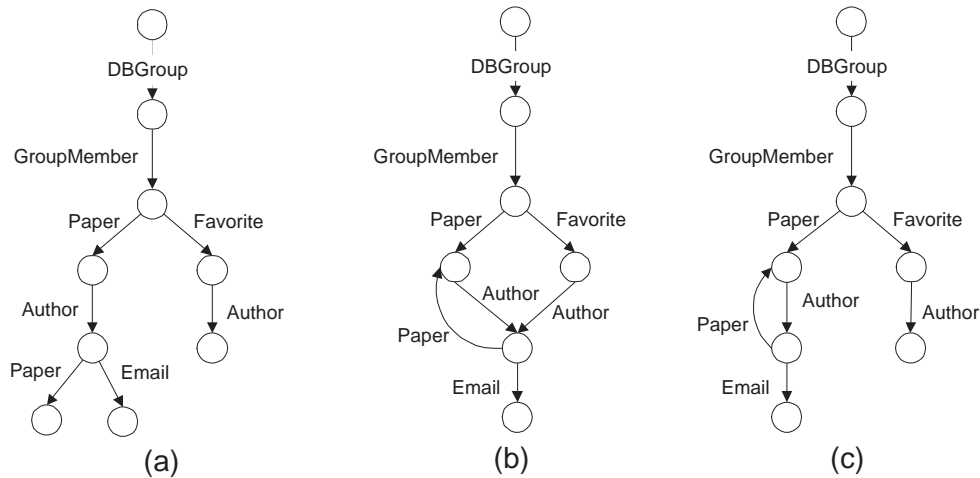 DBGroup
GroupMember
Paper
Favorite
Author
Author
Paper
Email
(a)
DBGroup
GroupMember
Paper
Favorite
Author
Author
Paper
Email
(b)
DBGroup
GroupMember
Paper
Favorite
Author
Author
Paper
Email
(c)